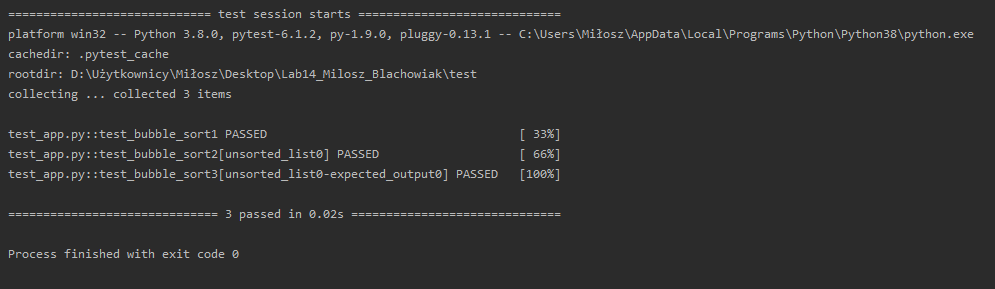 ============================= test session starts =============================
platform win32 -- Python 3.8.0, pytest-6.1.2, py-1.9.0, pluggy-0.13.1 -- C:\Users\Miłosz\AppData\Local\Programs\Python\Python38\python.exe
cachedir: .pytest_cache
rootdir: D:\Użytkownicy\Miłosz\Desktop\Lab14_Milosz_Blachowiak\test
collecting ... collected 3 items
test_app.py::test_bubble_sort1 PASSED                                    [ 33%]
test_app.py::test_bubble_sort2[unsorted_list0] PASSED                    [ 66%]
test_app.py::test_bubble_sort3[unsorted_list0-expected_output0] PASSED   [100%]
============================== 3 passed in 0.02s ==============================
Process finished with exit code 0